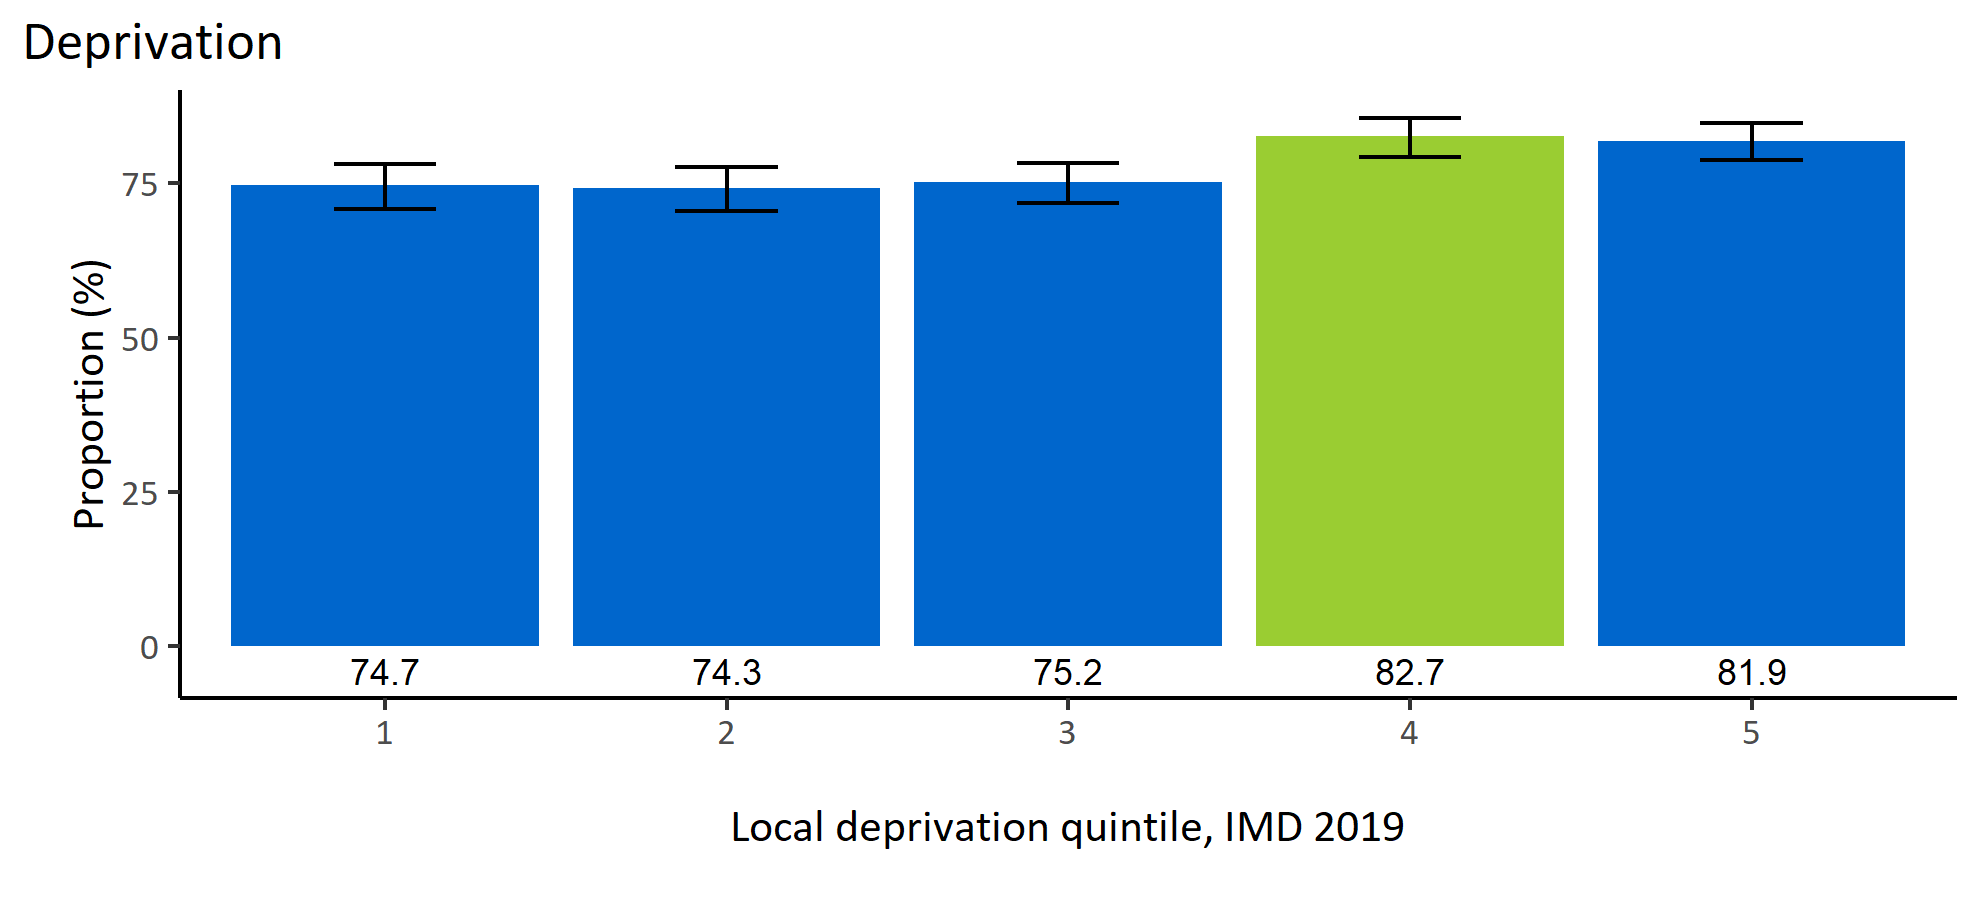 Deprivation
Proportion (%)
75
50
25
0
74.7 74.3 75.2 82.7 81.9
1 2 3 4 5
Local deprivation quintile, IMD 2019